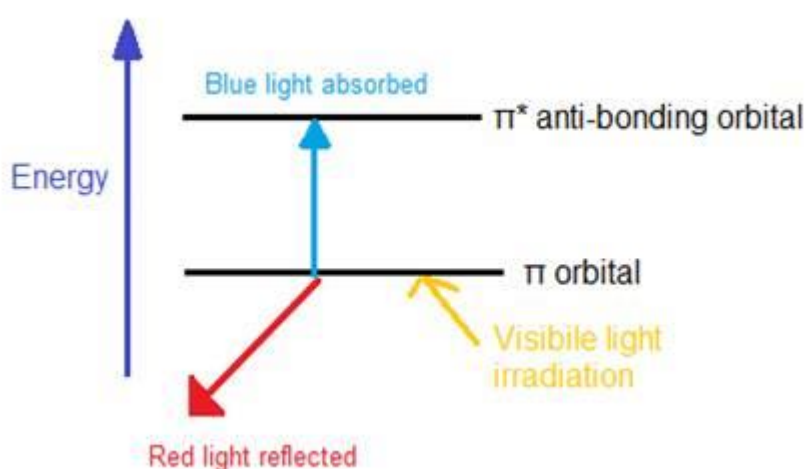 Blue light absorbed
π* anti-bonding orbital
Energy
π orbital
Visibile light
irradiation
Red light reflected